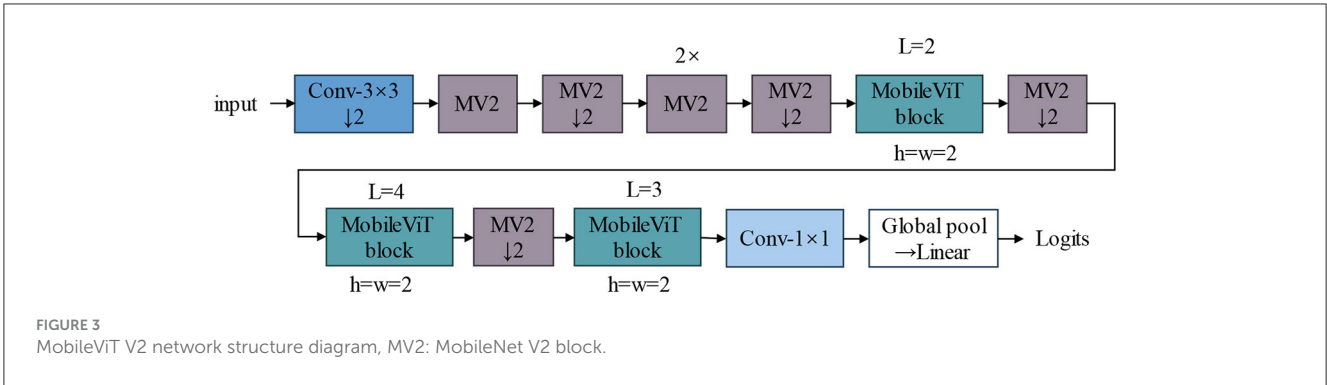 L=2
2×
input
Conv-3×3
↓2
MV2
MV2
↓2
MV2
MV2
↓2
MobileViT
block
MV2
↓2
h=w=2
L=4
L=3
MobileViT
block
MV2
↓2
MobileViT
block
Conv-1×1
Global pool
→Linear
Logits
h=w=2
h=w=2
FIGURE 3
MobileViT V2 network structure diagram, MV2: MobileNet V2 block.